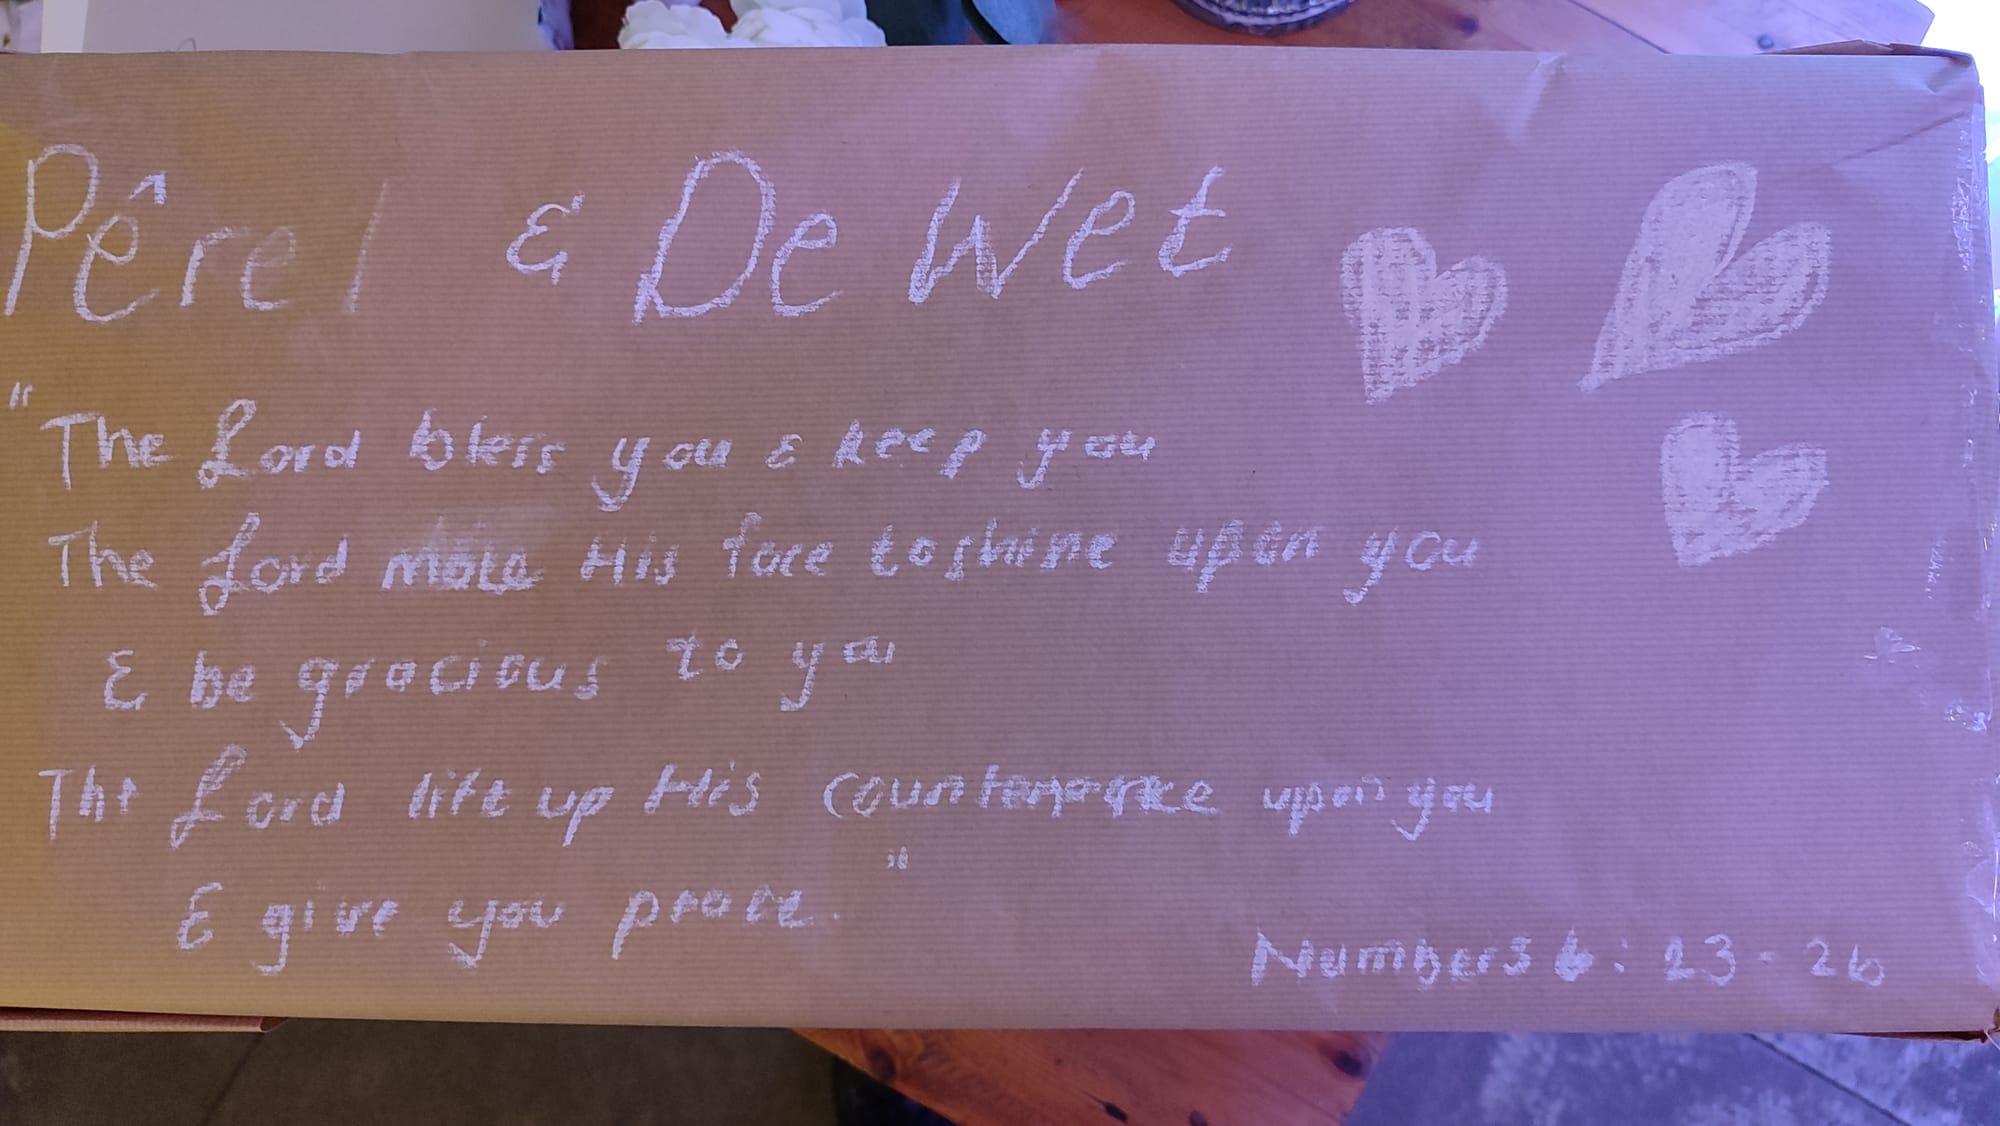 Pêrel & De Wet
"The Lord bless you & keep you
The Lord make His face to shine upon you
& be gracious to you
The Lord lift up His countenance upon you
& give you peace."
Numbers 6: 23-26